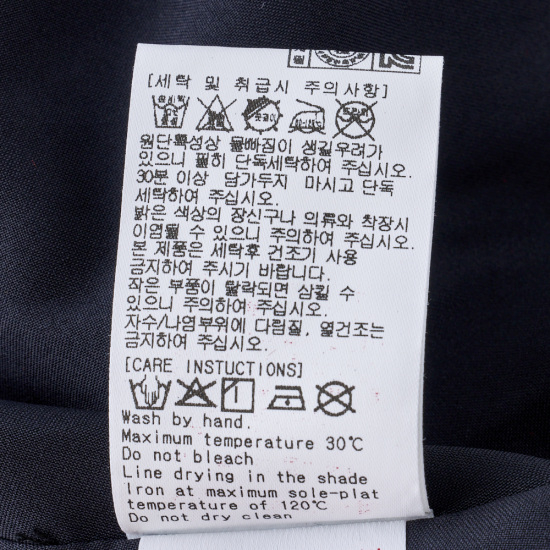 [세탁 및 취급시 주의사항]
원단특성상 물빠짐이 생길우려가
있으니 필히 단독세탁하여 주십시오.
30분 이상 담가두지 마시고 단독
세탁하여 주십시오.
밝은 색상의 장신구나 의류와 착장시
이염될 수 있으니 주의하여 주십시오.
본 제품은 세탁후 건조기 사용
금지하여 주시기 바랍니다.
작은 부품이 탈락되면 삼킬 수
있으니 주의하여 주십시오.
자수/나염부위에 다림질, 열건조는
금지하여 주십시오.
[CARE INSTUCTIONS]
Wash by hand.
Maximum temperature 30℃
Do not bleach
Line drying in the shade
Iron at maximum sole-plat
temperature of 120℃
Do not dry clean